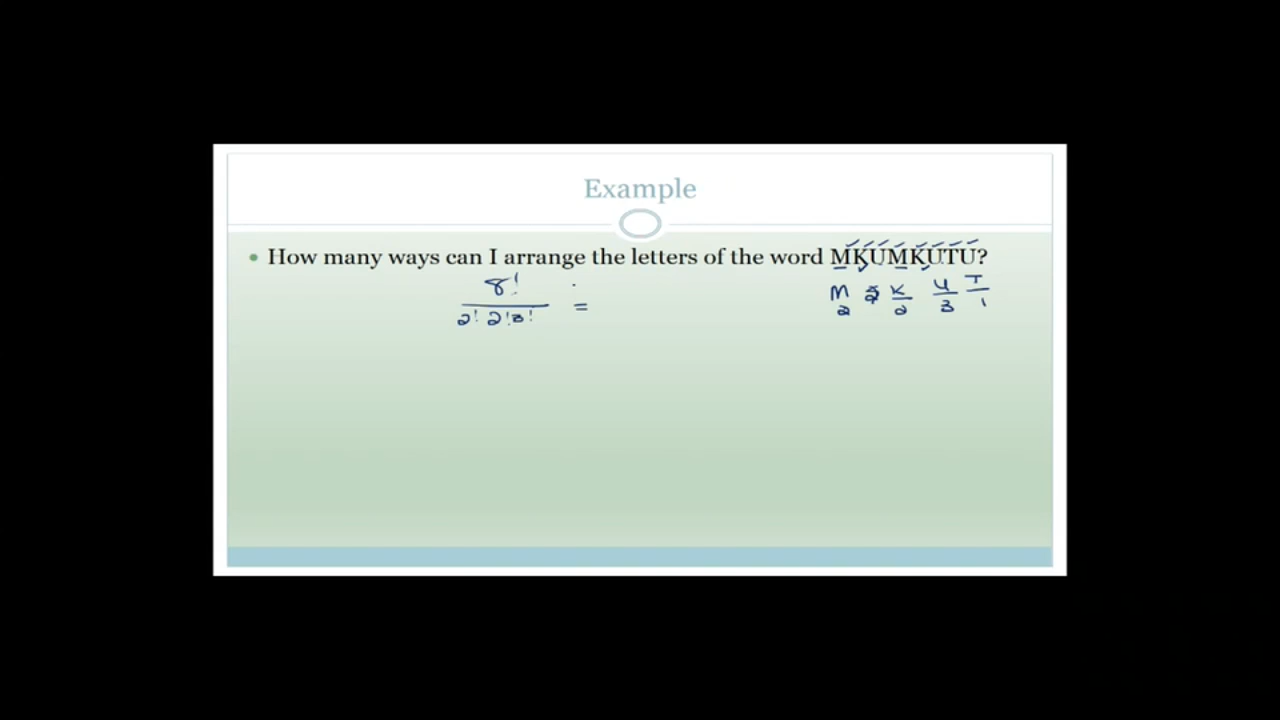 Example
How many ways can I arrange the letters of the word MKUMKUTU?
8! =
2! 2! 3!
M K U T
2 2 3 1